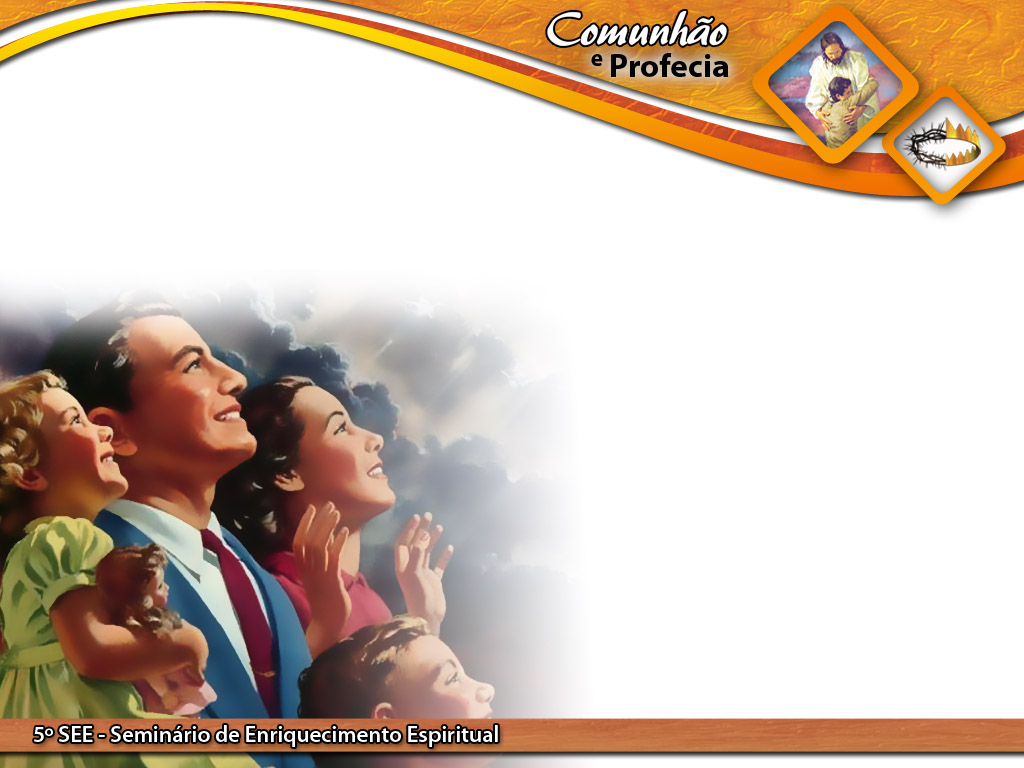 Comunhão
e Profecia
5º SEE - Seminário de Enriquecimento Espiritual